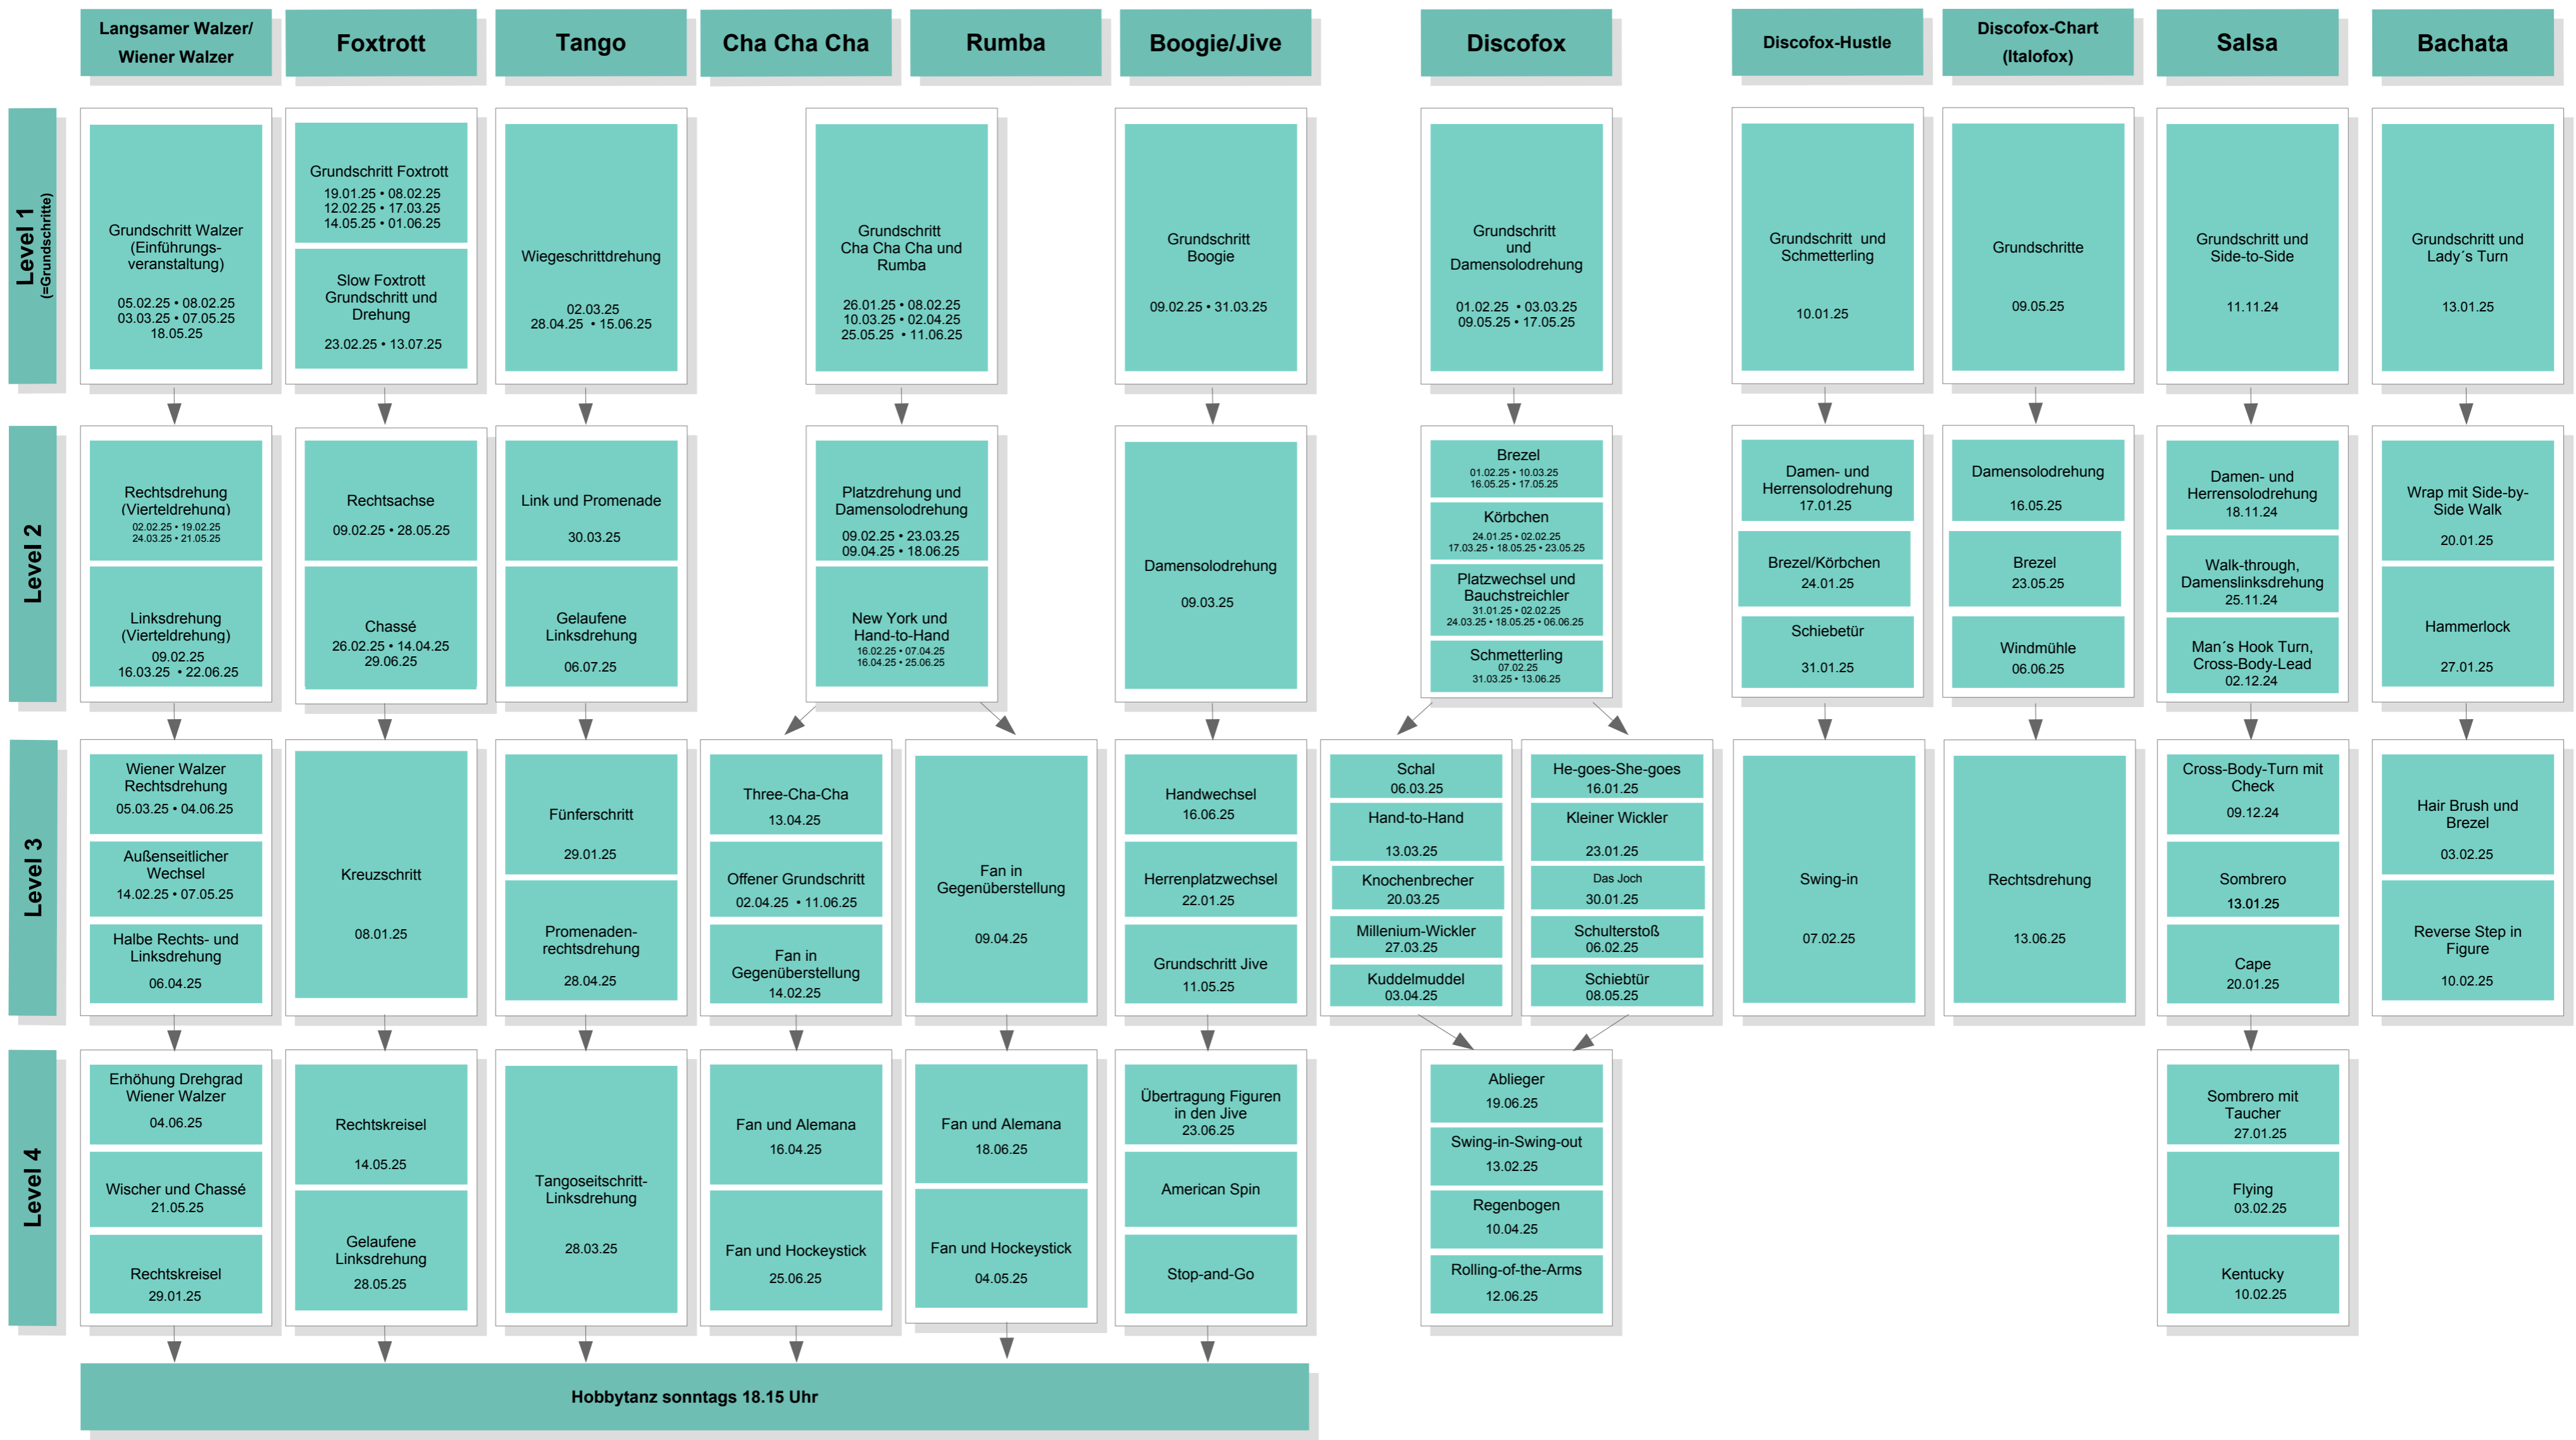 Langsamer Walzer/
Wiener Walzer
Foxtrott
Tango
Cha Cha Cha
Rumba
Boogie/Jive
Discofox
Discofox-Hustle
Discofox-Chart
(Italofox)
Salsa
Bachata
Level 1
(=Grundschritte)
Grundschritt Walzer
(Einführungs-
veranstaltung)
05.02.25 • 08.02.25
03.03.25 • 07.05.25
18.05.25
Grundschritt Foxtrott
19.01.25 • 08.02.25
12.02.25 • 17.03.25
14.05.25 • 01.06.25
Slow Foxtrott
Grundschritt und
Drehung
23.02.25 • 13.07.25
Wiegeschrittdrehung
02.03.25
28.04.25 • 15.06.25
Grundschritt
Cha Cha Cha und
Rumba
26.01.25 • 08.02.25
10.03.25 • 02.04.25
25.05.25 • 11.06.25
Grundschritt
Boogie
09.02.25 • 31.03.25
Grundschritt
und
Damensolodrehung
01.02.25 • 03.03.25
09.05.25 • 17.05.25
Grundschritt und
Schmetterling
10.01.25
Grundschritte
09.05.25
Grundschritt und
Side-to-Side
11.11.24
Grundschritt und
Lady´s Turn
13.01.25
Level 2
Rechtsdrehung
(Vierteldrehung)
02.02.25 • 19.02.25
24.03.25 • 21.05.25
Linksdrehung
(Vierteldrehung)
09.02.25
16.03.25 • 22.06.25
Rechtsachse
09.02.25 • 28.05.25
Chassé
26.02.25 • 14.04.25
29.06.25
Link und Promenade
30.03.25
Gelaufene
Linksdrehung
06.07.25
Platzdrehung und
Damensolodrehung
09.02.25 • 23.03.25
09.04.25 • 18.06.25
New York und
Hand-to-Hand
16.02.25 • 07.04.25
16.04.25 • 25.06.25
Damensolodrehung
09.03.25
Brezel
01.02.25 • 10.03.25
16.05.25 • 17.05.25
Körbchen
24.01.25 • 02.02.25
17.03.25 • 18.05.25 • 23.05.25
Platzwechsel und
Bauchstreichler
31.01.25 • 02.02.25
24.03.25 • 18.05.25 • 06.06.25
Schmetterling
07.02.25
31.03.25 • 13.06.25
Damen- und
Herrensolodrehung
17.01.25
Brezel/Körbchen
24.01.25
Schiebetür
31.01.25
Damensolodrehung
16.05.25
Brezel
23.05.25
Windmühle
06.06.25
Damen- und
Herrensolodrehung
18.11.24
Walk-through,
Damenslinksdrehung
25.11.24
Man´s Hook Turn,
Cross-Body-Lead
02.12.24
Wrap mit Side-by-
Side Walk
20.01.25
Hammerlock
27.01.25
Level 3
Wiener Walzer
Rechtsdrehung
05.03.25 • 04.06.25
Außenseitlicher
Wechsel
14.02.25 • 07.05.25
Halbe Rechts- und
Linksdrehung
06.04.25
Kreuzschritt
08.01.25
Fünferschritt
29.01.25
Promenaden-
rechtsdrehung
28.04.25
Three-Cha-Cha
13.04.25
Offener Grundschritt
02.04.25 • 11.06.25
Fan in
Gegenüberstellung
14.02.25
Fan in
Gegenüberstellung
09.04.25
Handwechsel
16.06.25
Herrenplatzwechsel
22.01.25
Grundschritt Jive
11.05.25
Schal
06.03.25
Hand-to-Hand
13.03.25
Knochenbrecher
20.03.25
Millenium-Wickler
27.03.25
Kuddelmuddel
03.04.25
He-goes-She-goes
16.01.25
Kleiner Wickler
23.01.25
Das Joch
30.01.25
Schulterstoß
06.02.25
Schiebtür
08.05.25
Swing-in
07.02.25
Rechtsdrehung
13.06.25
Cross-Body-Turn mit
Check
09.12.24
Sombrero
13.01.25
Cape
20.01.25
Hair Brush und
Brezel
03.02.25
Reverse Step in
Figure
10.02.25
Level 4
Erhöhung Drehgrad
Wiener Walzer
04.06.25
Wischer und Chassé
21.05.25
Rechtskreisel
29.01.25
Rechtskreisel
14.05.25
Gelaufene
Linksdrehung
28.05.25
Tangoseitschritt-
Linksdrehung
28.03.25
Fan und Alemana
16.04.25
Fan und Hockeystick
25.06.25
Fan und Alemana
18.06.25
Fan und Hockeystick
04.05.25
Übertragung Figuren
in den Jive
23.06.25
American Spin
Stop-and-Go
Ablieger
19.06.25
Swing-in-Swing-out
13.02.25
Regenbogen
10.04.25
Rolling-of-the-Arms
12.06.25
Sombrero mit
Taucher
27.01.25
Flying
03.02.25
Kentucky
10.02.25
Hobbytanz sonntags 18.15 Uhr